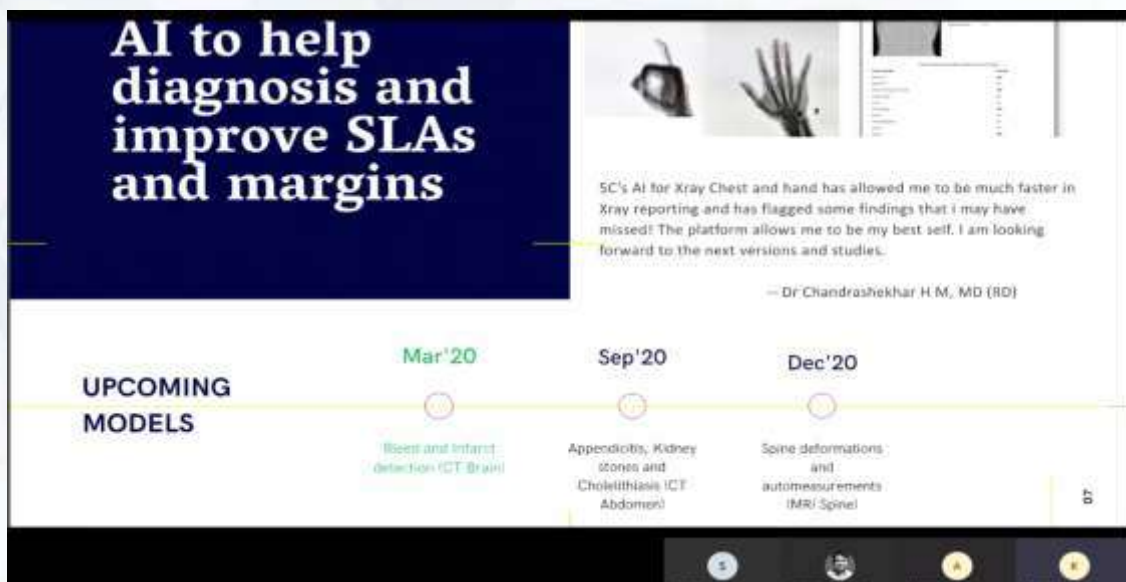 AI to help
diagnosis and
improve SLAs
and margins
5C's AI for Xray Chest and hand has allowed me to be much faster in
Xray reporting and has flagged some findings that i may have
missed! The platform allows me to be my best self. I am looking
forward to the next versions and studies.
-- Dr Chandrashekhar H M, MD (RD)
UPCOMING
MODELS
Mar'20
Sep'20
Dec'20
Bleed and Infarct
detection (CT Brain)
Appendicitis, Kidney
stones and
Cholelithiasis (CT
Abdomen)
Spine deformations
and
automeasurements
(MRI Spine)
07
S
A
K